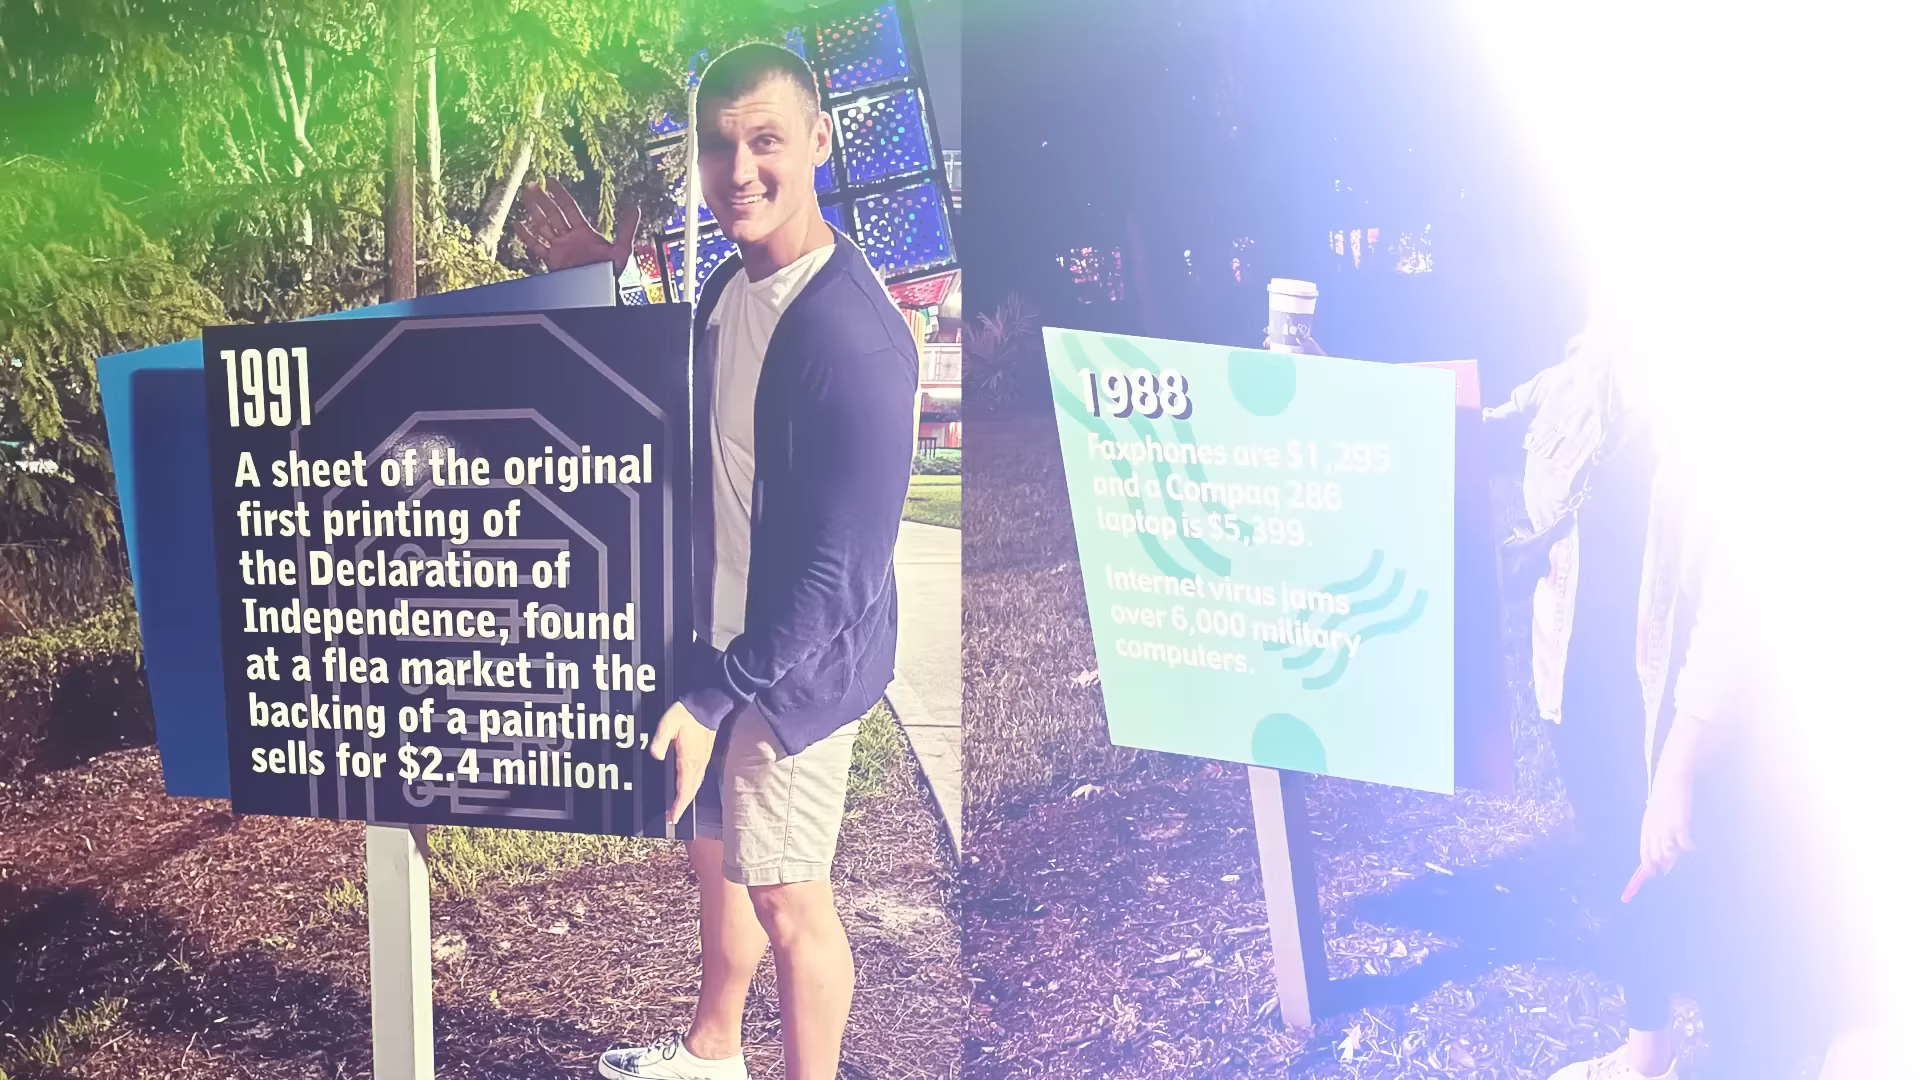 1991
A sheet of the original
first printing of
the Declaration of
Independence, found
at a flea market in the
backing of a painting,
sells for $2.4 million.
1988
Faxphones are $1,295
and a Compaq 286
laptop is $5,399.
Internet virus jams
over 6,000 military
computers.